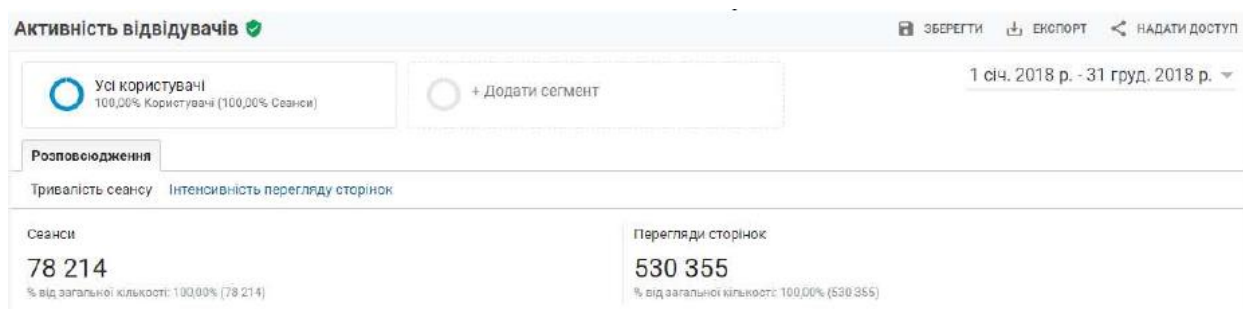 Активність відвідувачів
ЗБЕРЕГТИ ЕКСПОРТ НАДАТИ ДОСТУП
Усі користувачі
100,00% Користувачі (100,00% Сеанси)
+ Додати сегмент
1 січ. 2018 р. - 31 груд. 2018 р.
Розповсюдження
Тривалість сеансу Інтенсивність перегляду сторінок
Сеанси
78 214
% від загальної кількості: 100,00% (78 214)
Перегляди сторінок
530 355
% від загальної кількості: 100,00% (530 355)